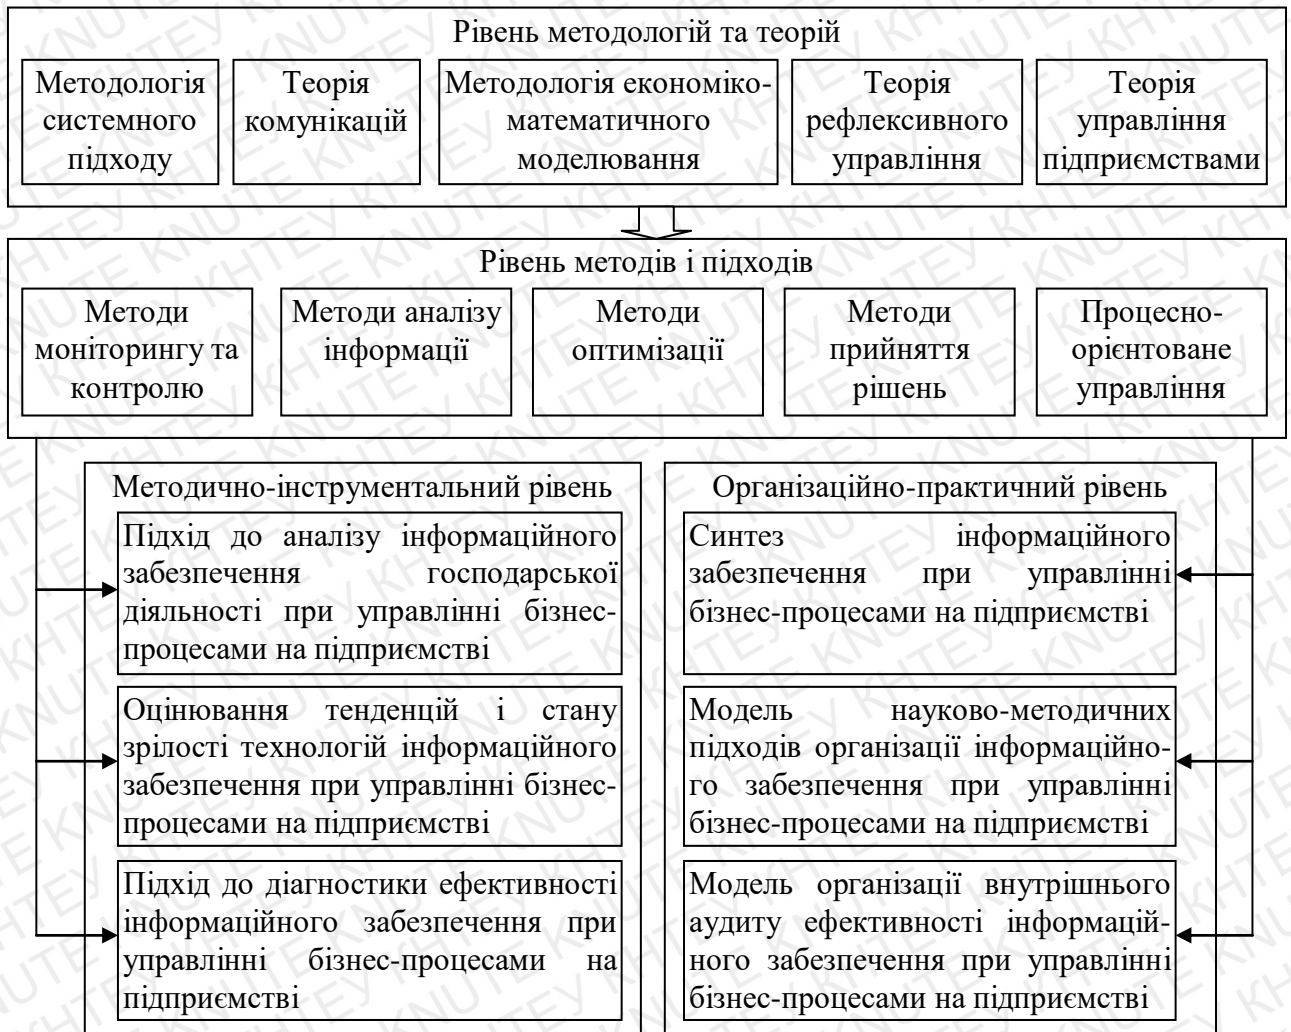 Рівень методологій та теорій
Методологія
системного
підходу
Теорія
комунікацій
Методологія економіко-
математичного
моделювання
Теорія
рефлексивного
управління
Теорія
управління
підприємствами
Рівень методів і підходів
Методи
моніторингу та
контролю
Методи аналізу
інформації
Методи
оптимізації
Методи
прийняття
рішень
Процесно-
орієнтоване
управління
Методично-інструментальний рівень
Підхід до аналізу інформаційного
забезпечення господарської
діяльності при управлінні бізнес-
процесами на підприємстві
Оцінювання тенденцій і стану
зрілості технологій інформаційного
забезпечення при управлінні бізнес-
процесами на підприємстві
Підхід до діагностики ефективності
інформаційного забезпечення при
управлінні бізнес-процесами на
підприємстві
Організаційно-практичний рівень
Синтез інформаційного
забезпечення при управлінні
бізнес-процесами на підприємстві
Модель науково-методичних
підходів організації інформаційно-
го забезпечення при управлінні
бізнес-процесами на підприємстві
Модель організації внутрішнього
аудиту ефективності інформацій-
ного забезпечення при управлінні
бізнес-процесами на підприємстві